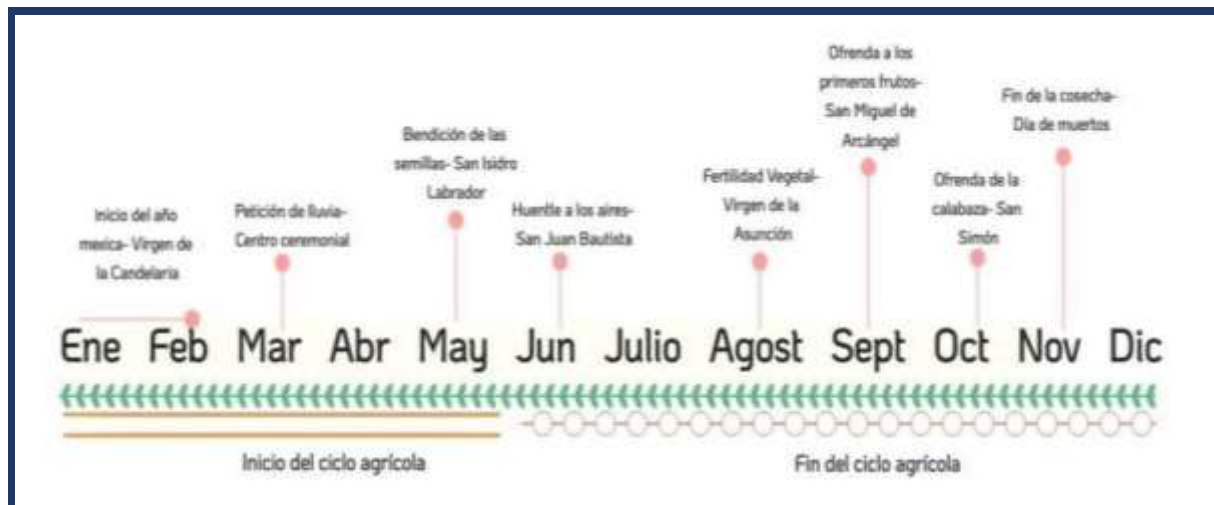 Inicio del año
mexica- Virgen de
la Candelaria
Petición de lluvia-
Centro ceremonial
Bendición de las
semillas- San Isidro
Labrador
Huentle a los aires-
San Juan Bautista
Fertilidad Vegetal-
Virgen de la
Asunción
Ofrenda a los
primeros frutos-
San Miguel de
Arcángel
Ofrenda de la
calabaza- San
Simón
Fin de la cosecha-
Día de muertos
Ene Feb Mar Abr May Jun Julio Agost Sept Oct Nov Dic
Inicio del ciclo agrícola
Fin del ciclo agrícola